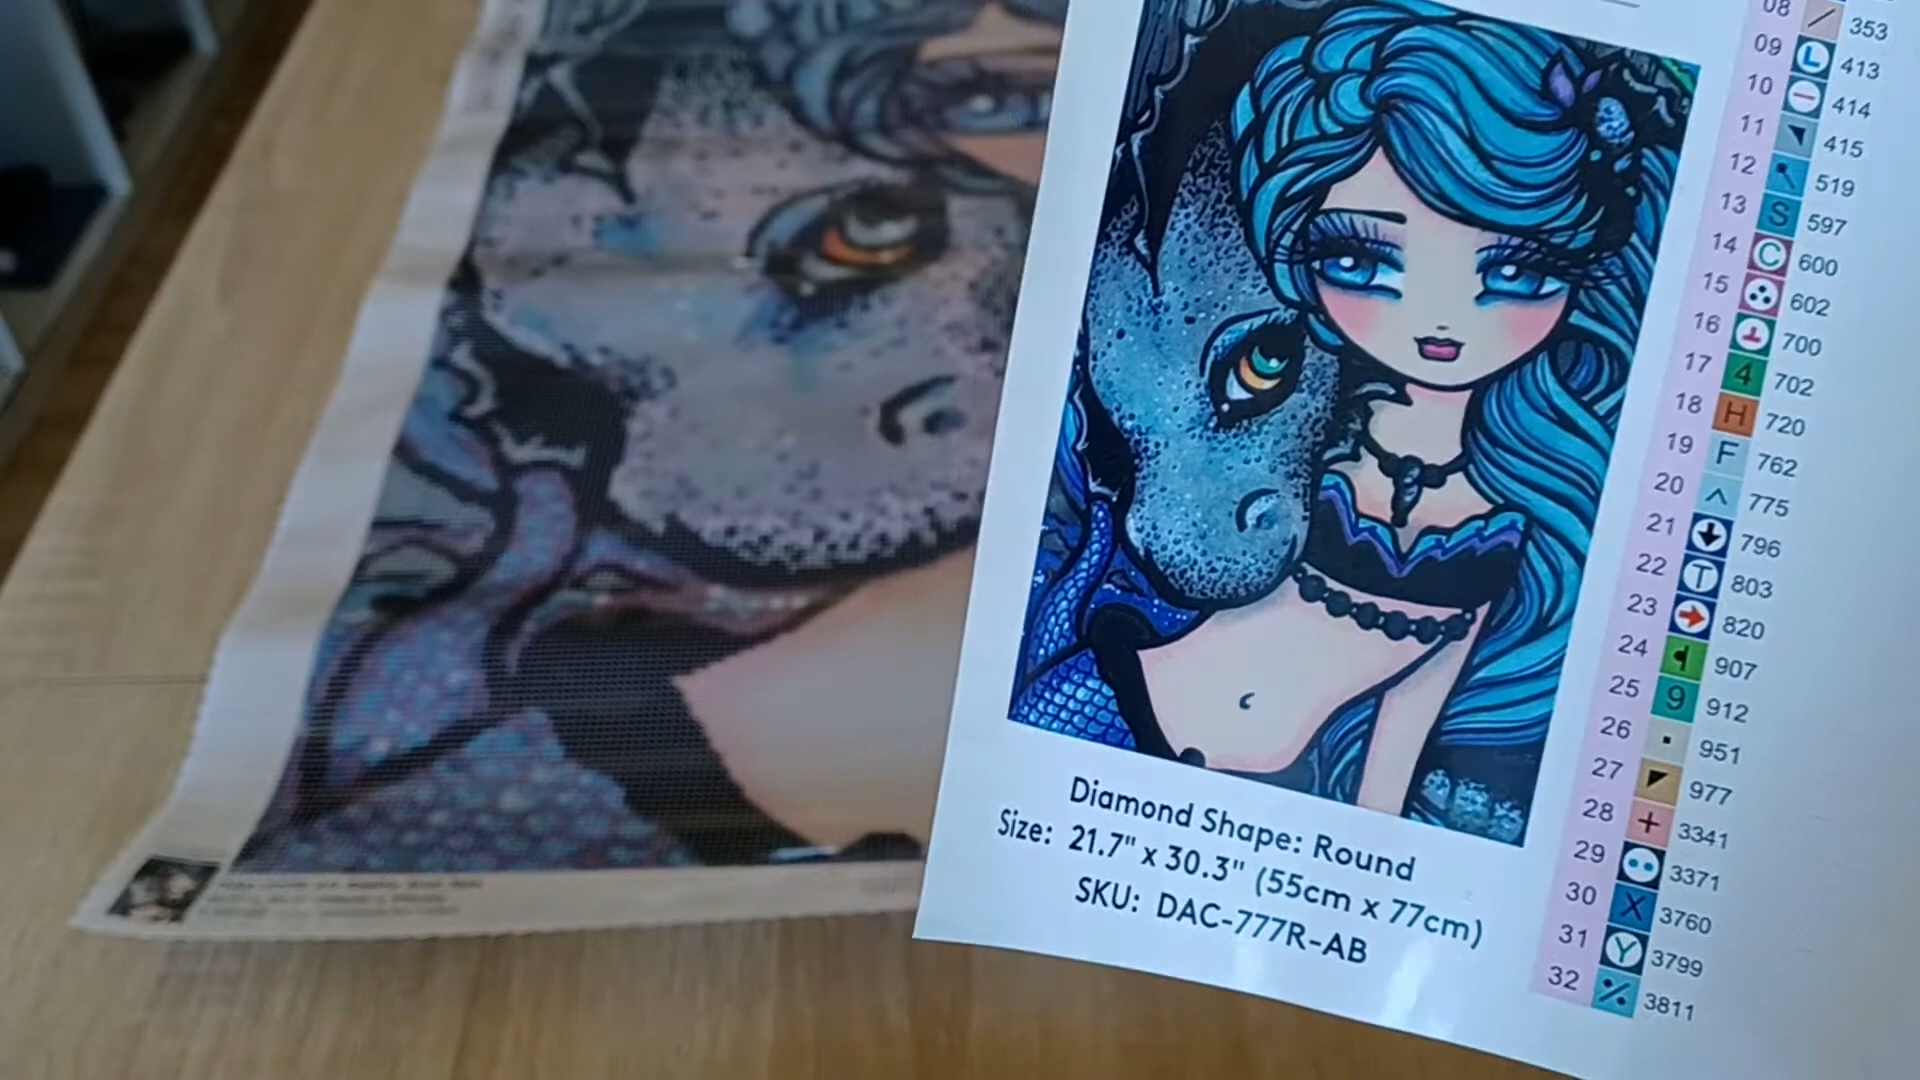 08 353
09 L 413
10 414
11 415
12 519
13 S 597
14 C 600
15 602
16 700
17 4 702
18 H 720
19 F 762
20 775
21 796
22 T 803
23 820
24 907
25 9 912
26 951
27 977
28 + 3341
29 3371
30 X 3760
31 Y 3799
32 3811
Diamond Shape: Round
Size: 21.7" x 30.3" (55cm x 77cm)
SKU: DAC-777R-AB